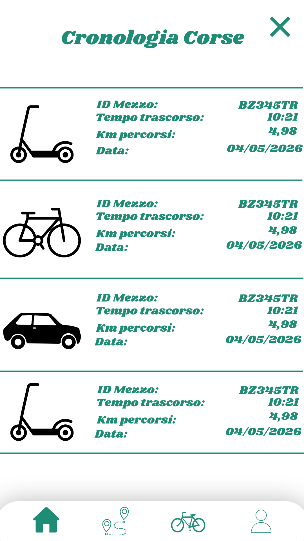 Cronologia Corse
ID Mezzo: BZ345TR
Tempo trascorso: 10:21
Km percorsi: 4,98
Data: 04/05/2026
ID Mezzo: BZ345TR
Tempo trascorso: 10:21
Km percorsi: 4,98
Data: 04/05/2026
ID Mezzo: BZ345TR
Tempo trascorso: 10:21
Km percorsi: 4,98
Data: 04/05/2026
ID Mezzo: BZ345TR
Tempo trascorso: 10:21
Km percorsi: 4,98
Data: 04/05/2026